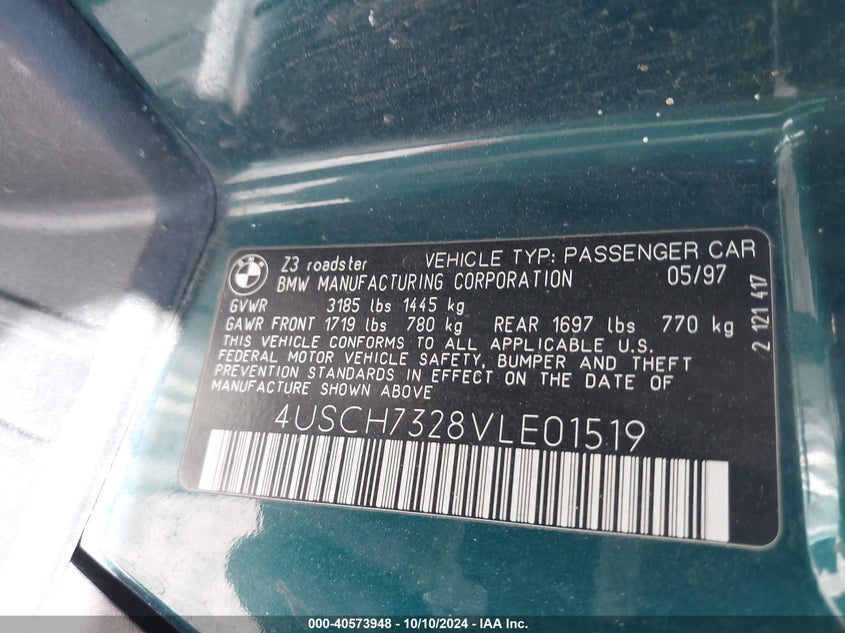 BMW
Z3 roadster VEHICLE TYP: PASSENGER CAR
BMW MANUFACTURING CORPORATION 05/97
GVWR 3185 lbs 1445 kg
GAWR FRONT 1719 lbs 780 kg REAR 1697 lbs 770 kg
THIS VEHICLE CONFORMS TO ALL APPLICABLE U.S.
FEDERAL MOTOR VEHICLE SAFETY, BUMPER AND THEFT
PREVENTION STANDARDS IN EFFECT ON THE DATE OF
MANUFACTURE SHOWN ABOVE
2 121 417
4USCH7328VLE01519
000-40573948 - 10/10/2024 - IAA Inc.